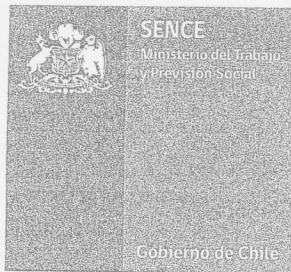 SENCE
Ministerio del Trabajo
y Previsión Social
Gobierno de Chile